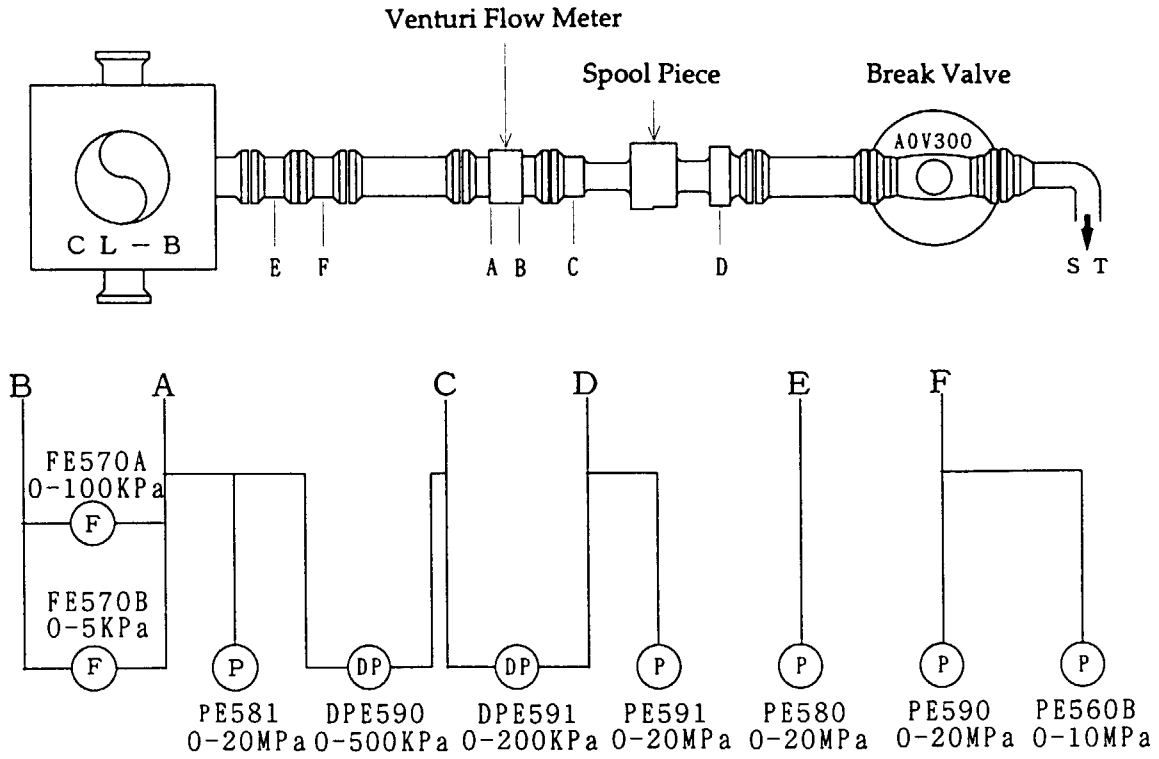 Venturi Flow Meter
Spool Piece
Break Valve
AOV300
CL-B
E F A B C D
ST
B A C D E F
FE570A
0-100KPa
F
FE570B
0-5KPa
F P DP DP P P P P
PE581 DPE590 DPE591 PE591 PE580 PE590 PE560B
0-20MPa 0-500KPa 0-200KPa 0-20MPa 0-20MPa 0-20MPa 0-10MPa